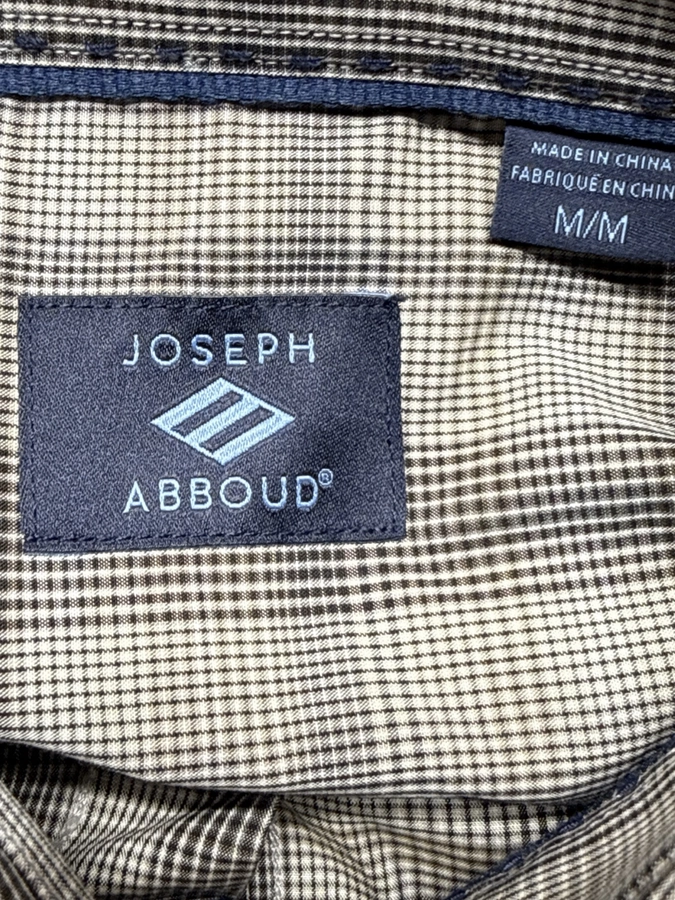 MADE IN CHINA
FABRIQUÉ EN CHIN
M/M
JOSEPH
ABBOUD®